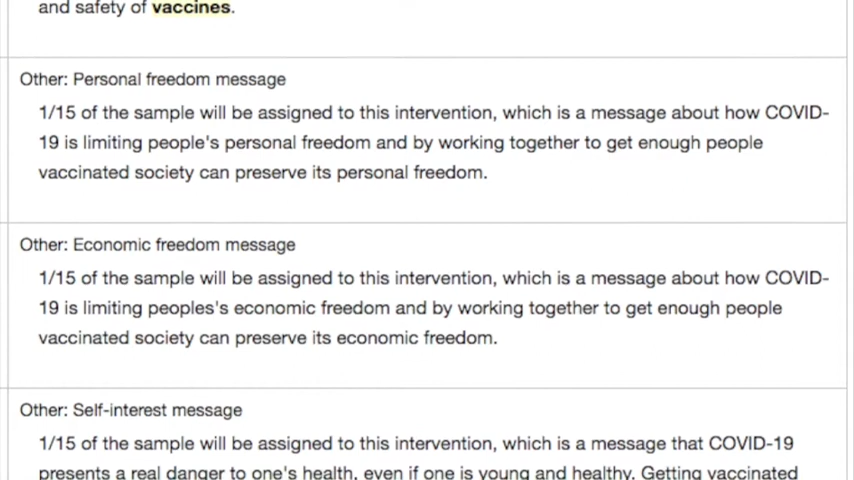 and safety of vaccines.
Other: Personal freedom message
1/15 of the sample will be assigned to this intervention, which is a message about how COVID-
19 is limiting people's personal freedom and by working together to get enough people
vaccinated society can preserve its personal freedom.
Other: Economic freedom message
1/15 of the sample will be assigned to this intervention, which is a message about how COVID-
19 is limiting peoples's economic freedom and by working together to get enough people
vaccinated society can preserve its economic freedom.
Other: Self-interest message
1/15 of the sample will be assigned to this intervention, which is a message that COVID-19
presents a real danger to one's health, even if one is young and healthy. Getting vaccinated